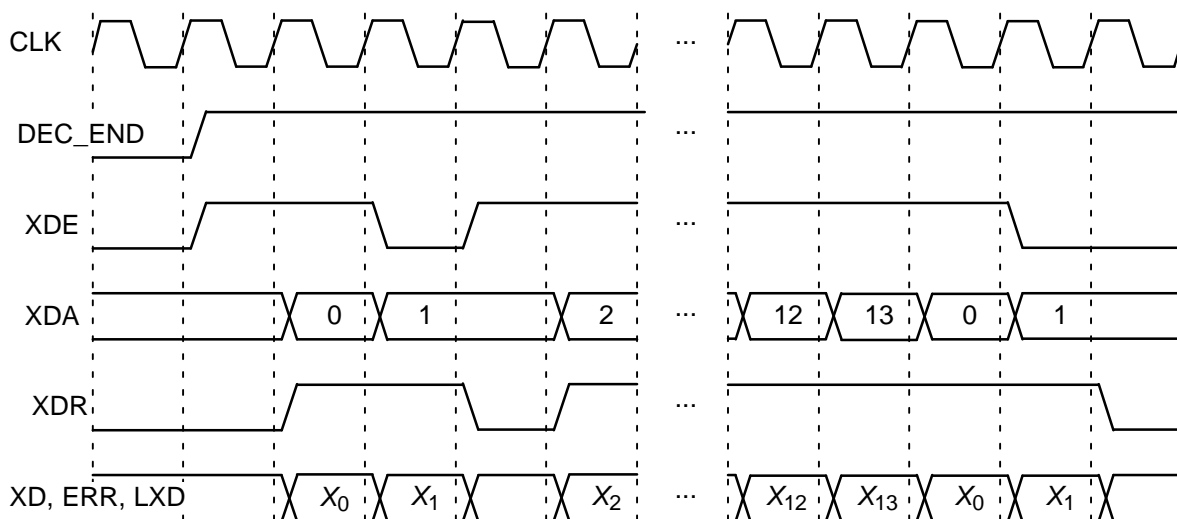 CLK ...
DEC_END ...
XDE ...
XDA 0 1 2 ... 12 13 0 1
XDR ...
XD, ERR, LXD X0 X1 X2 ... X12 X13 X0 X1